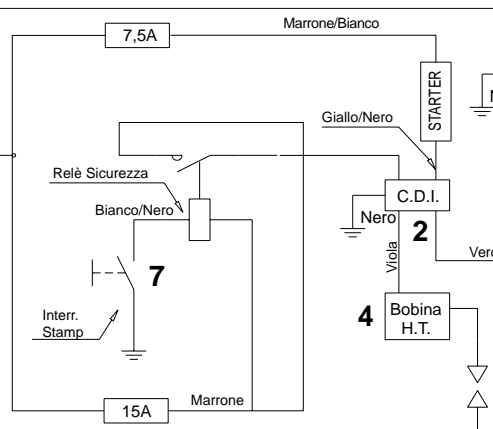 Marrone/Bianco
7,5A
STARTER
Giallo/Nero
Relè Sicurezza
C.D.I.
Bianco/Nero
Nero
2
7
Viola
4
Bobina
H.T.
Interr.
Stamp
Marrone
15A